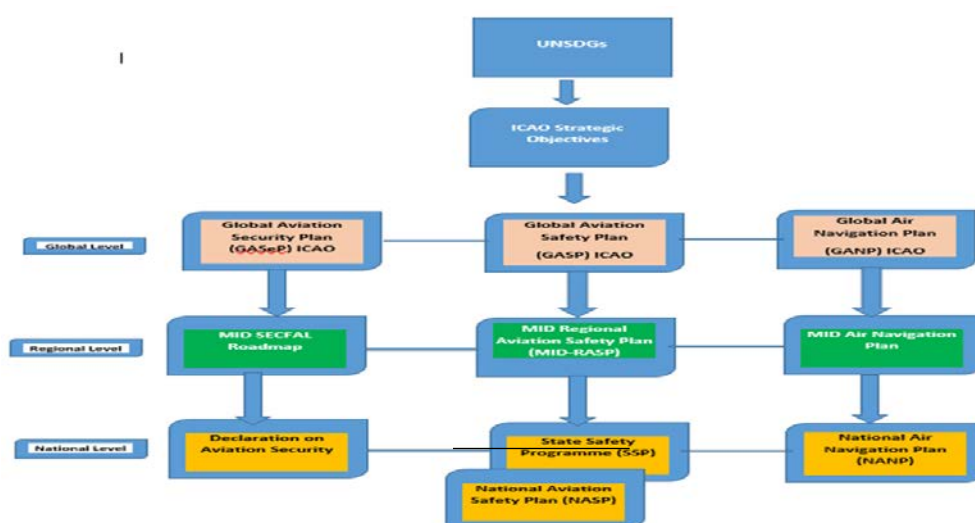 UNSDGs
ICAO Strategic
Objectives
Global Level
Global Aviation
Security Plan
(GASeP) ICAO
Global Aviation
Safety Plan
(GASP) ICAO
Global Air
Navigation Plan
(GANP) ICAO
Regional Level
MID SECFAL
Roadmap
MID Regional
Aviation Safety Plan
(MID-RASP)
MID Air Navigation
Plan
National Level
Declaration on
Aviation Security
State Safety
Programme (SSP)
National Air
Navigation Plan
(NANP)
National Aviation
Safety Plan (NASP)